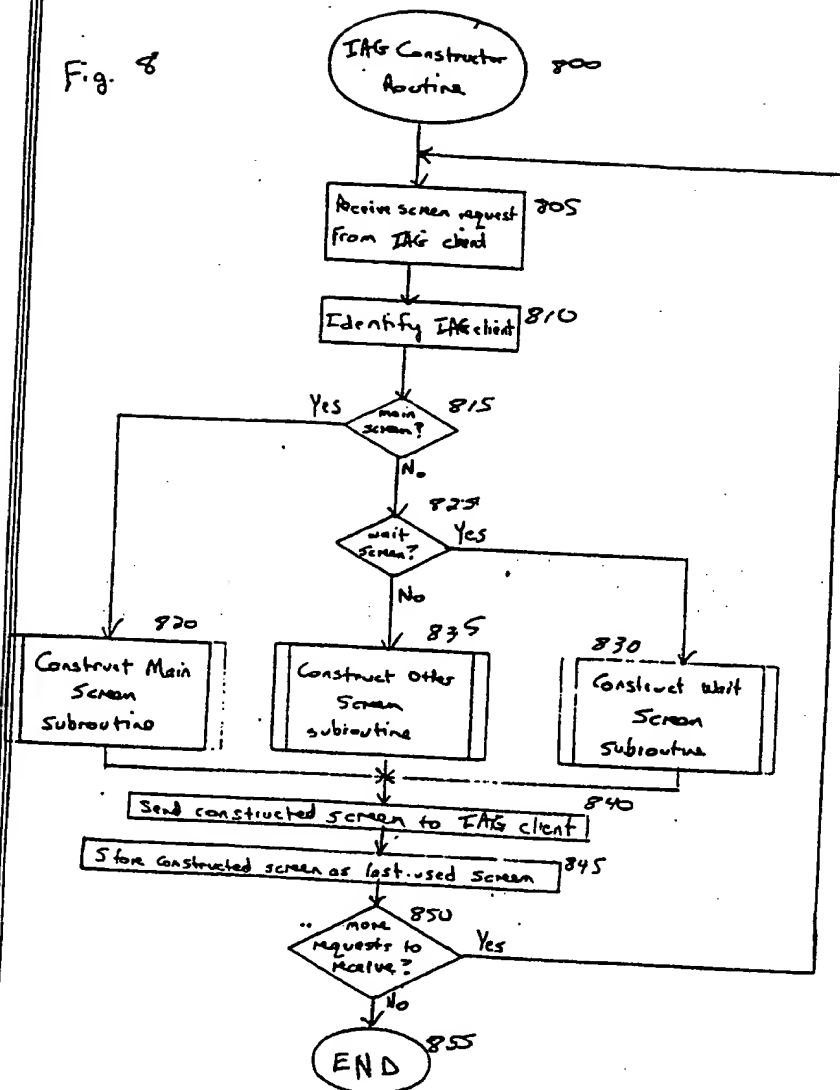 Fig. 8
IAG Constructor
Routine
800
Receive screen request
From IAG client
805
Identify IAG client
810
Yes
main
screen?
815
No
825
wait
screen?
Yes
No
820
835
830
Construct Main
Screen
Subroutine
Construct Other
Screen
subroutine
Construct Wait
Screen
Subroutine
840
Send constructed screen to IAG client
Store constructed screen as last-used screen
845
more
requests to
receive?
850
Yes
No
END
855